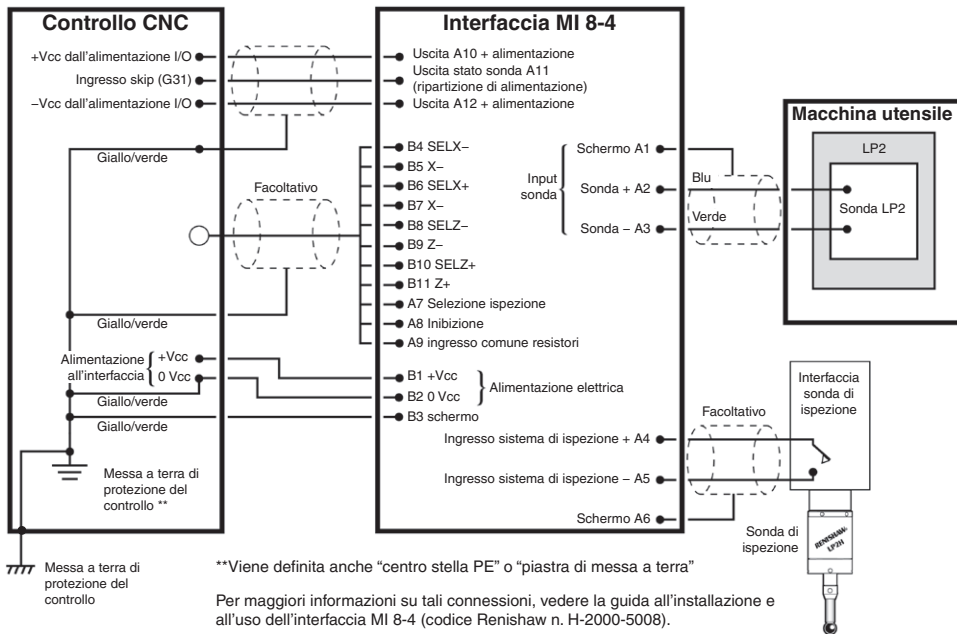 Controllo CNC
Interfaccia MI 8-4
+Vcc dall'alimentazione I/O
Ingresso skip (G31)
−Vcc dall'alimentazione I/O
Giallo/verde
Facoltativo
Giallo/verde
Alimentazione
all'interfaccia
+Vcc
0 Vcc
Giallo/verde
Giallo/verde
Messa a terra di
protezione del
controllo **
Messa a terra di
protezione del
controllo
Uscita A10 + alimentazione
Uscita stato sonda A11
(ripartizione di alimentazione)
Uscita A12 + alimentazione
B4 SELX−
B5 X−
B6 SELX+
B7 X−
B8 SELZ−
B9 Z−
B10 SELZ+
B11 Z+
A7 Selezione ispezione
A8 Inibizione
A9 ingresso comune resistori
B1 +Vcc
B2 0 Vcc
B3 schermo
Alimentazione elettrica
Input
sonda
Schermo A1
Sonda + A2
Sonda − A3
Ingresso sistema di ispezione + A4
Ingresso sistema di ispezione − A5
Schermo A6
Blu
Verde
Macchina utensile
LP2
Sonda LP2
Facoltativo
Interfaccia
sonda di
ispezione
Sonda di
ispezione
RENISHAW
LP2H
**Viene definita anche “centro stella PE” o “piastra di messa a terra”
Per maggiori informazioni su tali connessioni, vedere la guida all'installazione e
all'uso dell'interfaccia MI 8-4 (codice Renishaw n. H-2000-5008).